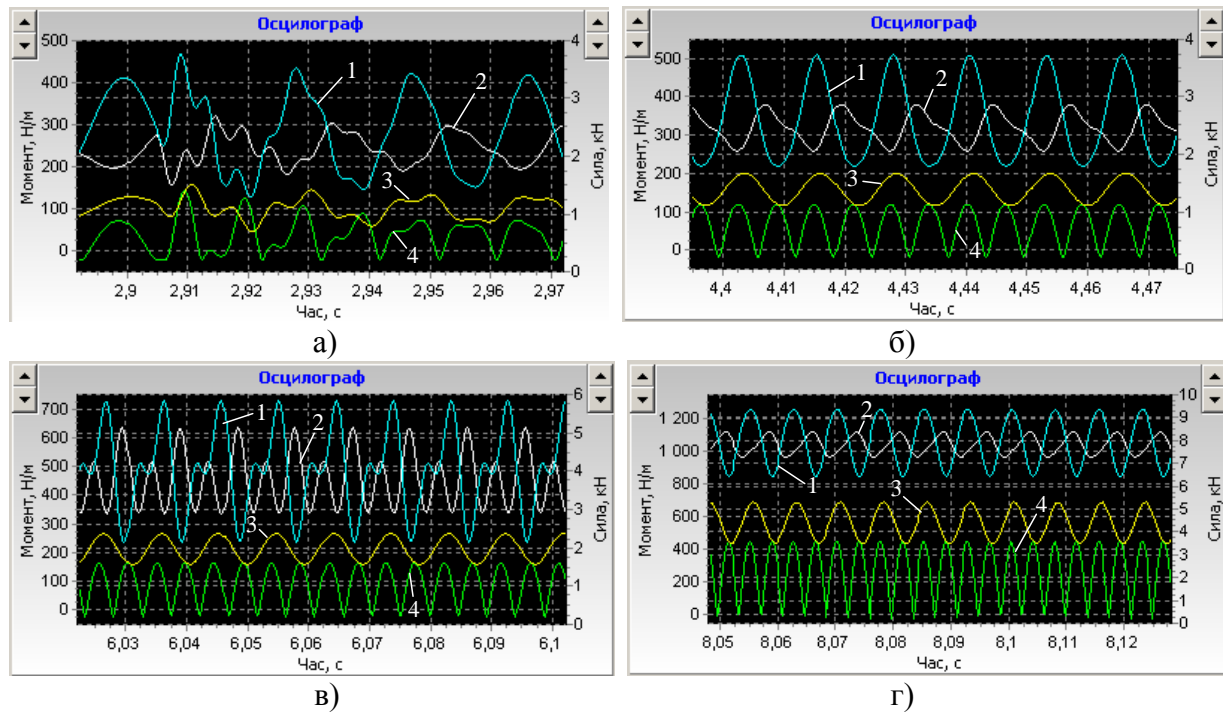 Осцилограф
500
400
300
200
100
0
4
3
2
1
0
Момент, Н/м
Сила, кН
1
2
3
4
2,9 2,91 2,92 2,93 2,94 2,95 2,96 2,97
Час, с
а)
Осцилограф
500
400
300
200
100
0
4
3
2
1
0
Момент, Н/м
Сила, кН
1
2
3
4
4,4 4,41 4,42 4,43 4,44 4,45 4,46 4,47
Час, с
б)
Осцилограф
700
600
500
400
300
200
100
0
6
5
4
3
2
1
0
Момент, Н/м
Сила, кН
1
2
3
4
6,03 6,04 6,05 6,06 6,07 6,08 6,09 6,1
Час, с
в)
Осцилограф
1 200
1 000
800
600
400
200
0
10
9
8
7
6
5
4
3
2
1
0
Момент, Н/м
Сила, кН
2
1
3
4
8,05 8,06 8,07 8,08 8,09 8,1 8,11 8,12
Час, с
г)